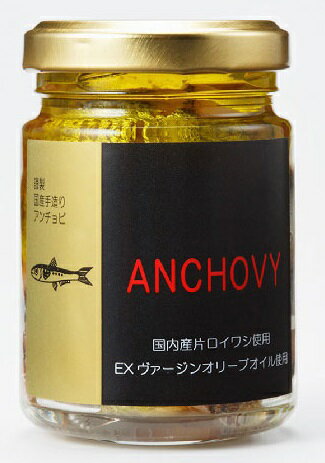 謹製
国産手造り
アンチョビ
ANCHOVY
国内産片口イワシ使用
EXヴァージンオリーブオイル使用